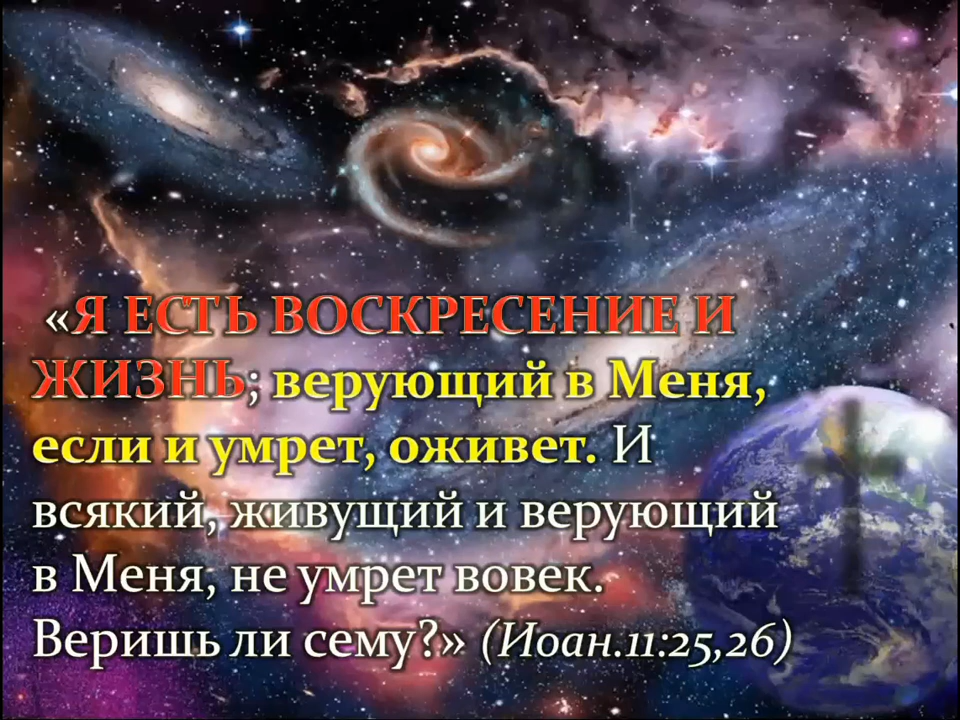 «Я ЕСТЬ ВОСКРЕСЕНИЕ И
ЖИЗНЬ; верующий в Меня,
если и умрет, оживет. И
всякий, живущий и верующий
в Меня, не умрет вовек.
Веришь ли сему?» (Иоан.11:25,26)